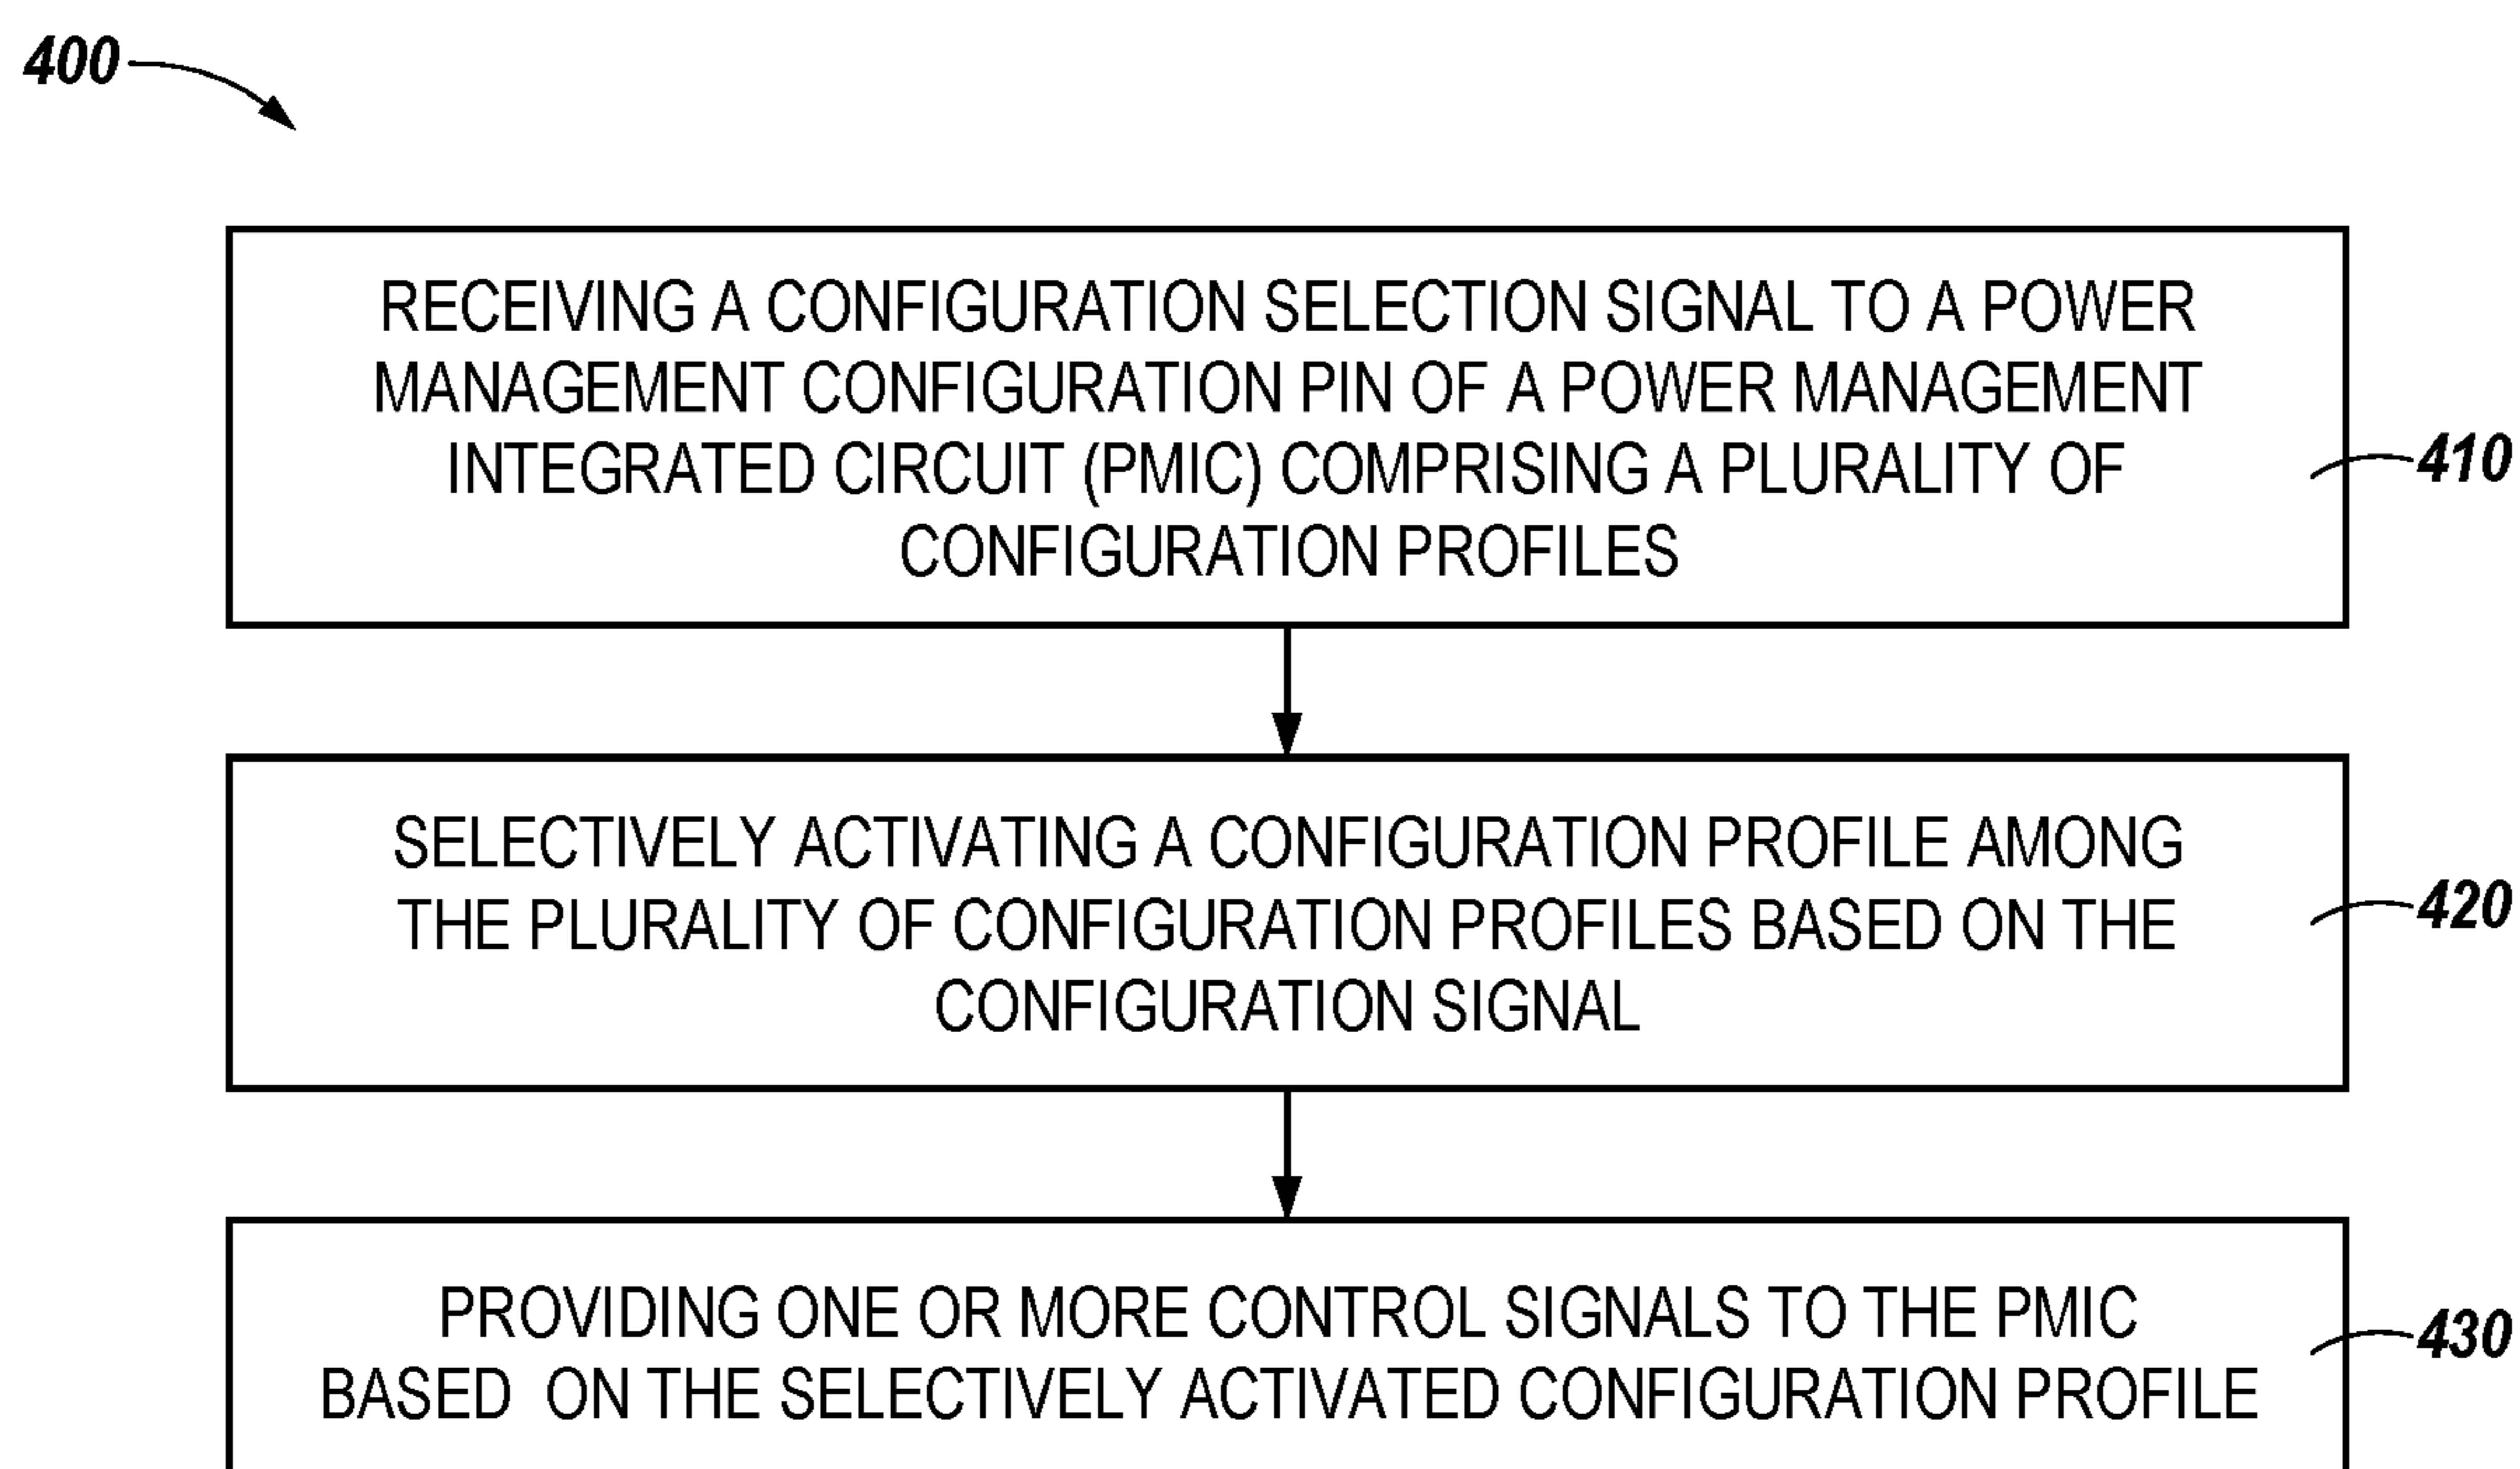 400
RECEIVING A CONFIGURATION SELECTION SIGNAL TO A POWER
MANAGEMENT CONFIGURATION PIN OF A POWER MANAGEMENT
INTEGRATED CIRCUIT (PMIC) COMPRISING A PLURALITY OF
CONFIGURATION PROFILES
410
SELECTIVELY ACTIVATING A CONFIGURATION PROFILE AMONG
THE PLURALITY OF CONFIGURATION PROFILES BASED ON THE
CONFIGURATION SIGNAL
420
PROVIDING ONE OR MORE CONTROL SIGNALS TO THE PMIC
BASED ON THE SELECTIVELY ACTIVATED CONFIGURATION PROFILE
430